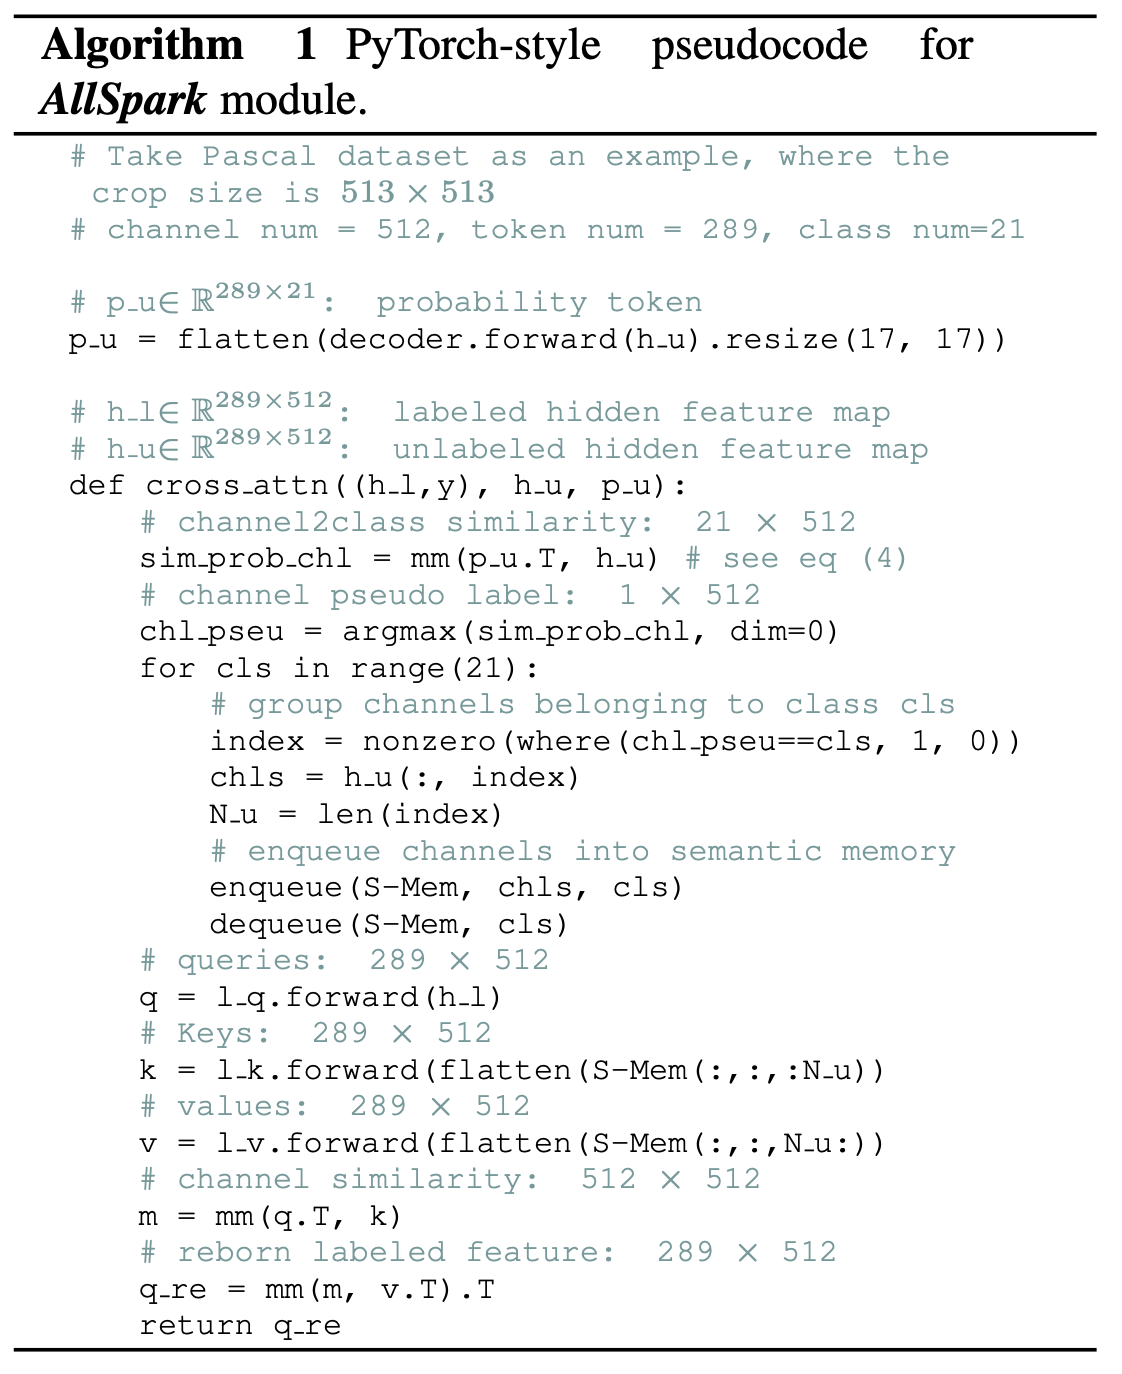 Algorithm 1 PyTorch-style pseudocode for
AllSpark module.
# Take Pascal dataset as an example, where the
crop size is 513 × 513
# channel num = 512, token num = 289, class num=21
# p_u∈ ℝ^{289×21}: probability token
p_u = flatten(decoder.forward(h_u).resize(17, 17))
# h_l∈ ℝ^{289×512}: labeled hidden feature map
# h_u∈ ℝ^{289×512}: unlabeled hidden feature map
def cross_attn((h_l,y), h_u, p_u):
# channel2class similarity: 21 × 512
sim_prob_chl = mm(p_u.T, h_u) # see eq (4)
# channel pseudo label: 1 × 512
chl_pseu = argmax(sim_prob_chl, dim=0)
for cls in range(21):
# group channels belonging to class cls
index = nonzero(where(chl_pseu==cls, 1, 0))
chls = h_u(:, index)
N_u = len(index)
# enqueue channels into semantic memory
enqueue(S-Mem, chls, cls)
dequeue(S-Mem, cls)
# queries: 289 × 512
q = l_q.forward(h_l)
# Keys: 289 × 512
k = l_k.forward(flatten(S-Mem(:,:,:N_u))
# values: 289 × 512
v = l_v.forward(flatten(S-Mem(:,:,N_u:))
# channel similarity: 512 × 512
m = mm(q.T, k)
# reborn labeled feature: 289 × 512
q_re = mm(m, v.T).T
return q_re